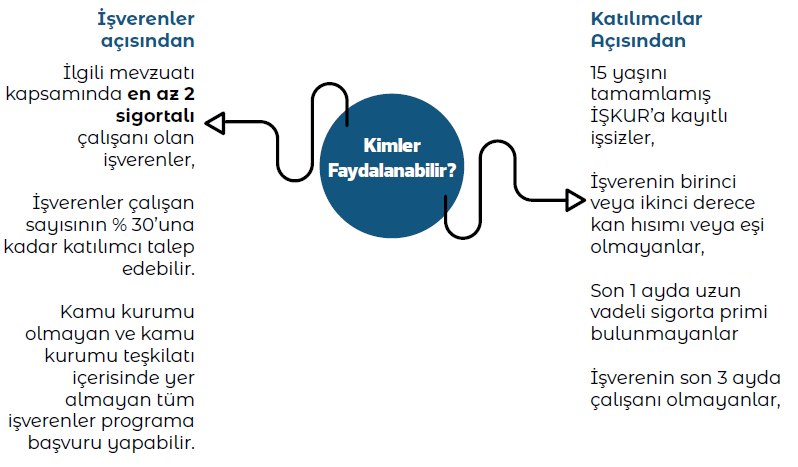 İşverenler
açısından
İlgili mevzuatı
kapsamında en az 2
sigortalı
çalışanı olan
işverenler,
İşverenler çalışan
sayısının % 30’una
kadar katılımcı talep
edebilir.
Kamu kurumu
olmayan ve kamu
kurumu teşkilatı
içerisinde yer
almayan tüm
işverenler programa
başvuru yapabilir.
Kimler
Faydalanabilir?
Katılımcılar
Açısından
15 yaşını
tamamlamış
İŞKUR’a kayıtlı
işsizler,
İşverenin birinci
veya ikinci derece
kan hısımı veya eşi
olmayanlar,
Son 1 ayda uzun
vadeli sigorta primi
bulunmayanlar
İşverenin son 3 ayda
çalışanı olmayanlar,